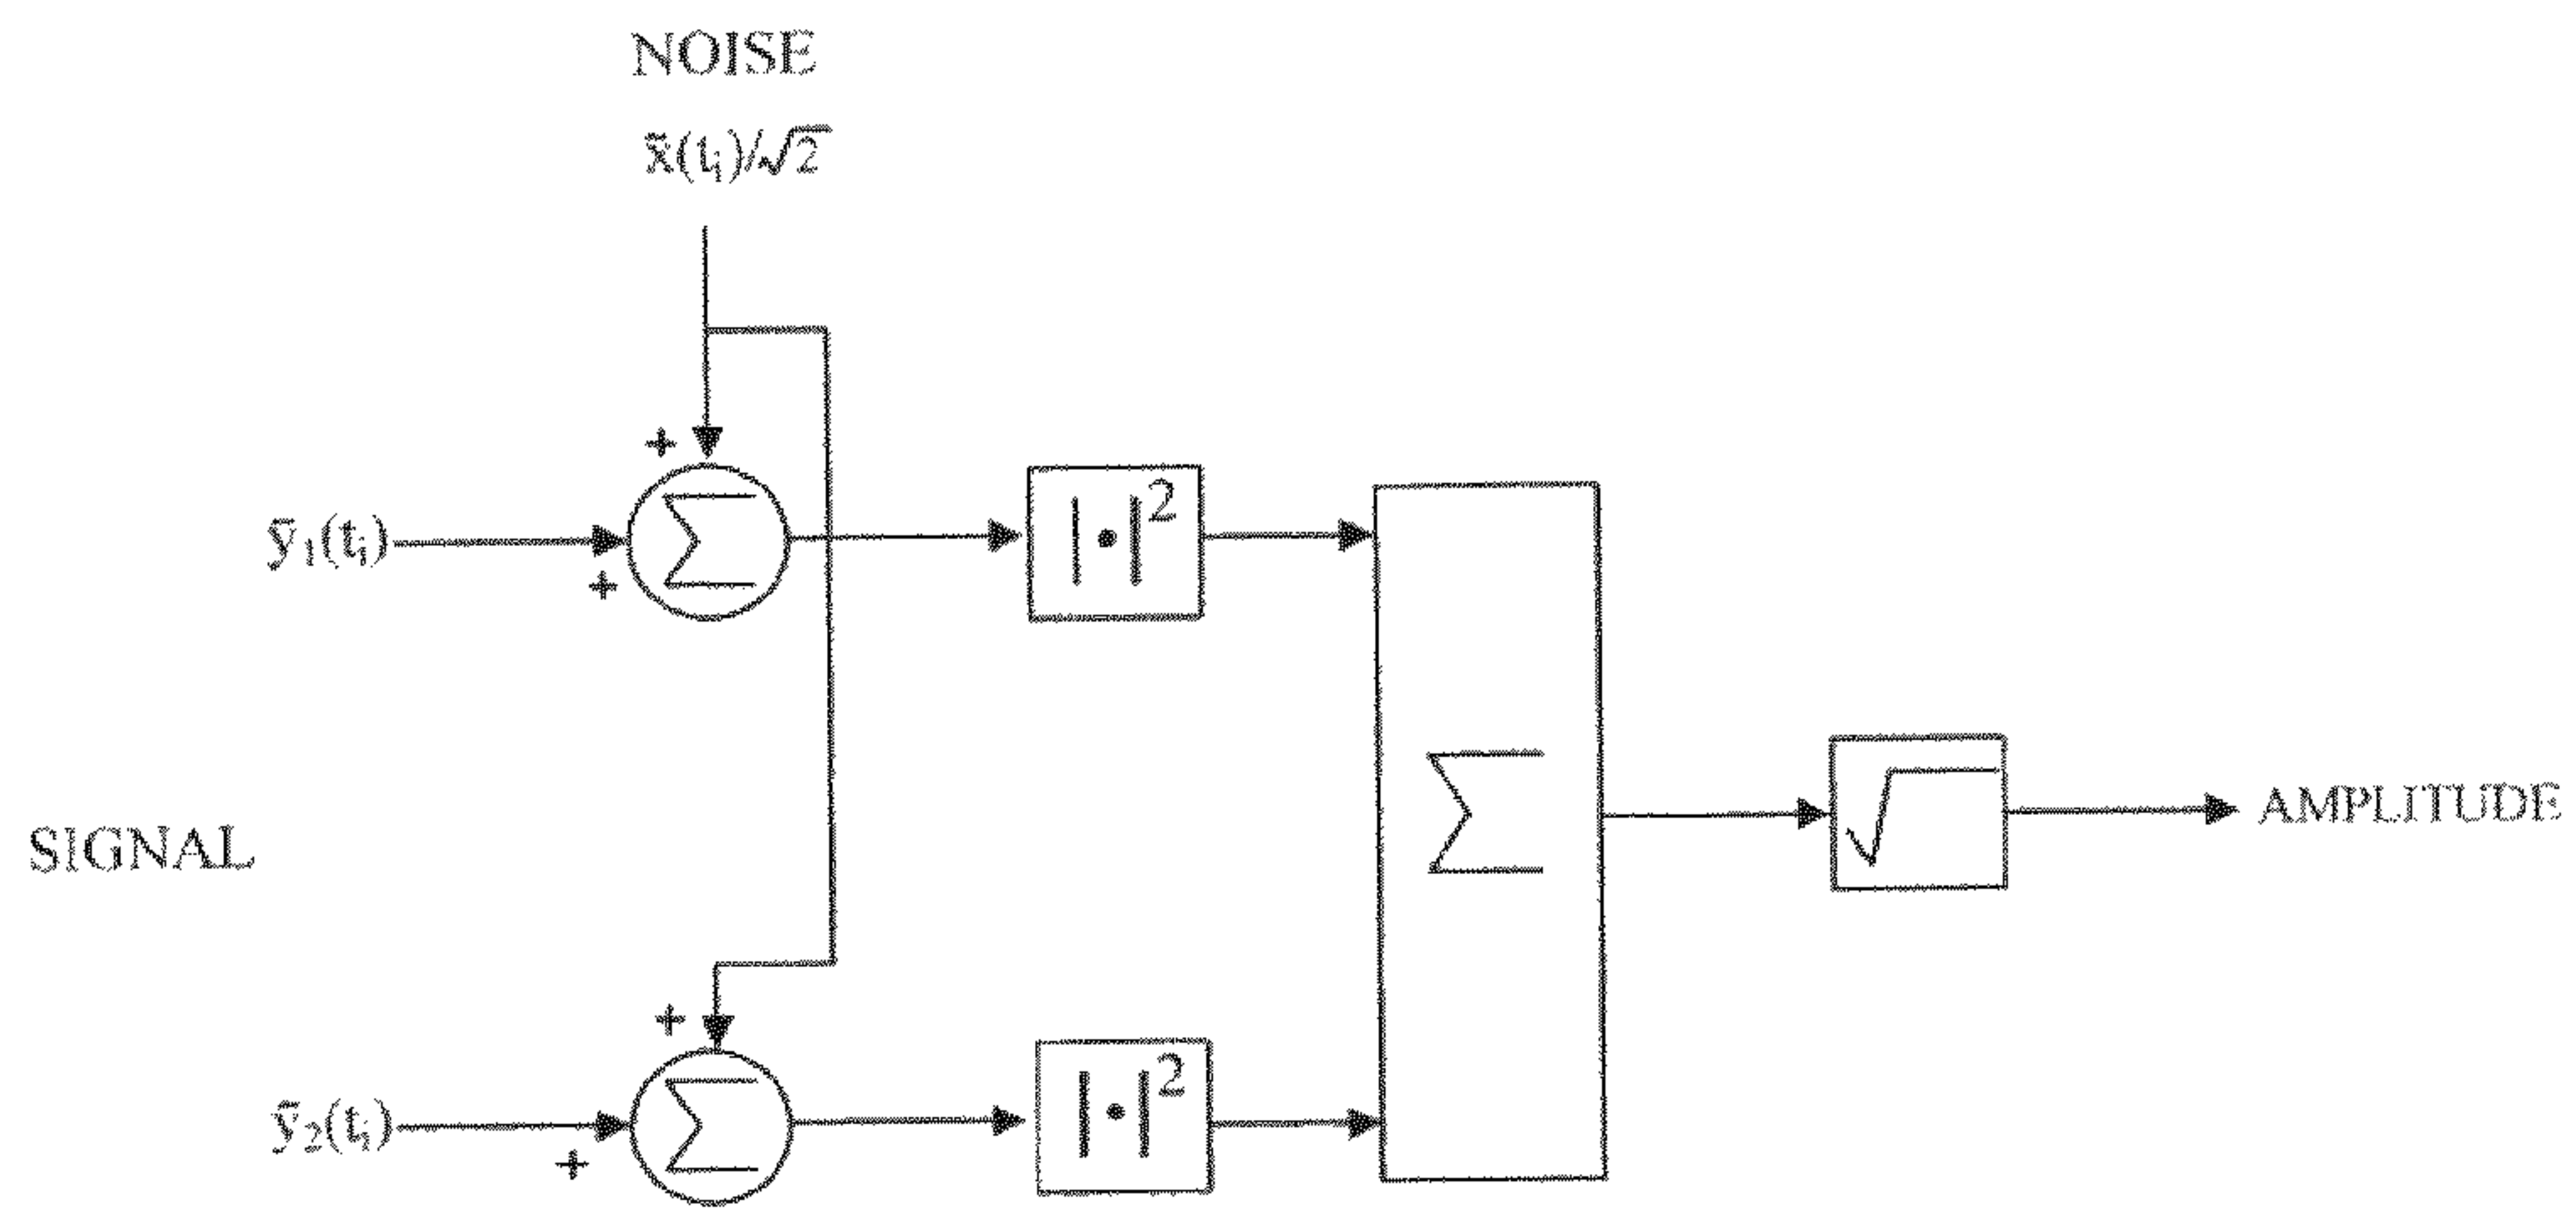 NOISE
x̃(tᵢ)/√2
+
ỹ₁(tᵢ)
+
Σ
|•|²
Σ
√
AMPLITUDE
SIGNAL
+
ỹ₂(tᵢ)
+
Σ
|•|²